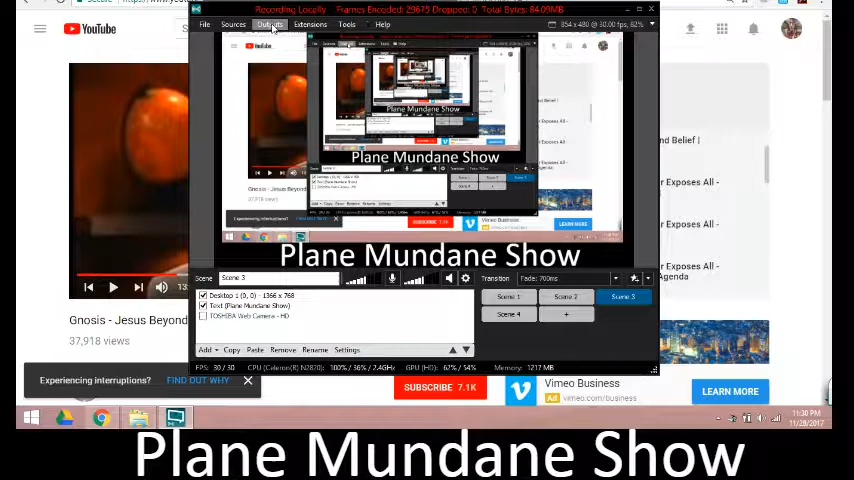 Recording Locally Frames Encoded: 29675 Dropped: 0 Total Bytes: 84.09MB
File Sources Outputs Extensions Tools Help 854 x 480 @ 30.00 fps, 82%
YouTube
Plane Mundane Show
Plane Mundane Show
Gnosis - Jesus Beyond
37,918 views
Belief |
er Exposes All -
er Exposes All -
er Exposes All -
Agenda
Plane Mundane Show
Scene Scene 3
Transition Fade: 700ms
Desktop 1 (0, 0) - 1366 x 768
Text (Plane Mundane Show)
TOSHIBA Web Camera - HD
Scene 1 Scene 2 Scene 3
Scene 4 +
Add Copy Paste Remove Rename Settings
FPS: 30 / 30 CPU (Celeron(R) N2820): 100% / 36% / 2.4GHz GPU (HD): 62% / 54% Memory: 1217 MB
Experiencing interruptions? FIND OUT WHY
SUBSCRIBE 7.1K
Vimeo Business
Ad vimeo.com/business
LEARN MORE
11:30 PM
11/28/2017
Plane Mundane Show